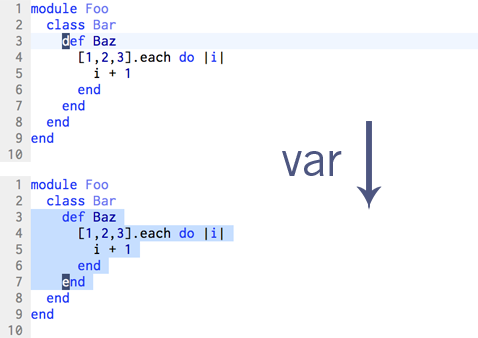 1 module Foo
2   class Bar
3     def Baz
4       [1,2,3].each do |i|
5         i + 1
6       end
7     end
8   end
9 end
10
var
1 module Foo
2   class Bar
3     def Baz
4       [1,2,3].each do |i|
5         i + 1
6       end
7     end
8   end
9 end
10